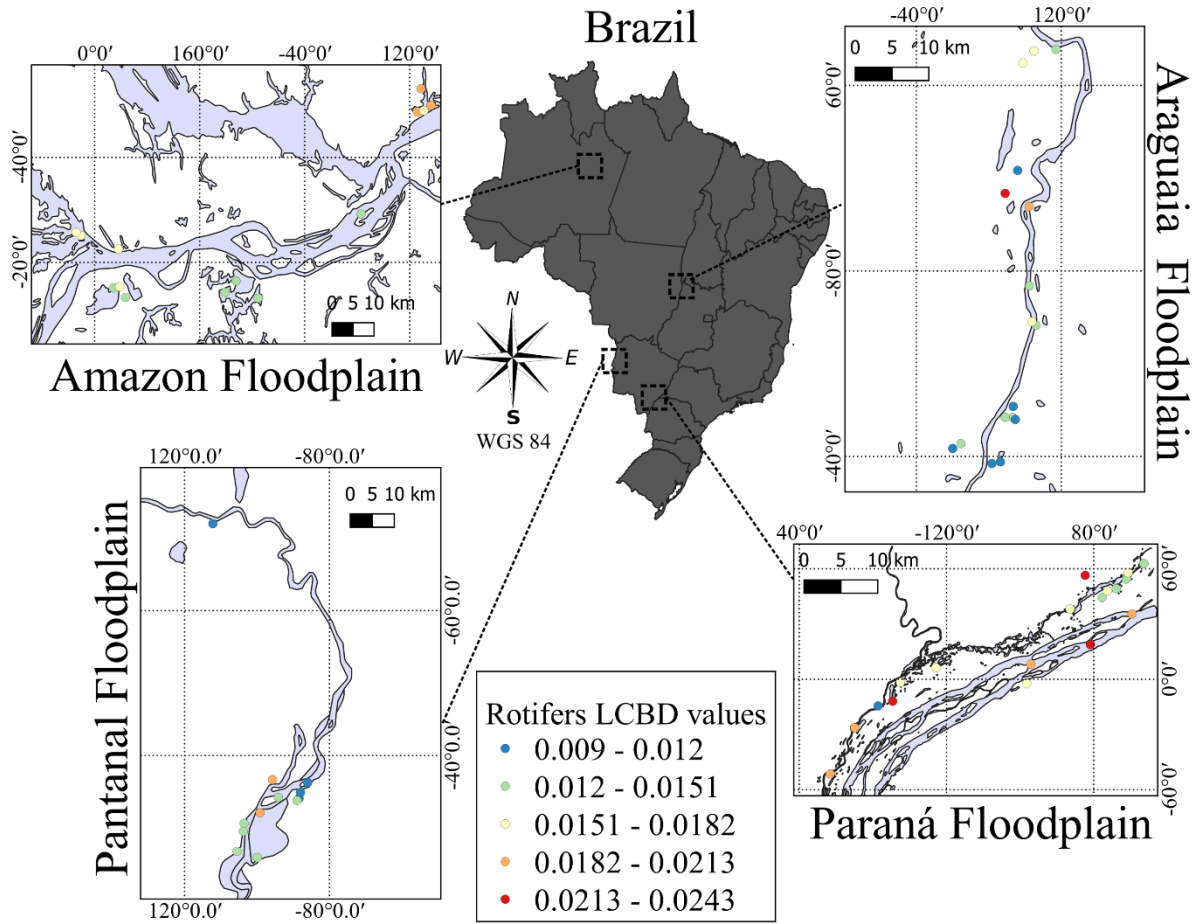 Brazil
0°0′ 160°0′ -40°0′ 120°0′
-40°0′
-20°0′
0 5 10 km
Amazon Floodplain
-40°0′ 120°0′
0 5 10 km
60°0′
-80°0′
-40°0′
Araguaia Floodplain
N
W E
S
WGS 84
120°0.0′ -80°0.0′
0 5 10 km
-60°0.0′
-40°0.0′
120°0.0′ -80°0.0′
Pantanal Floodplain
40°0′ -120°0′ 80°0′
0 5 10 km
60°0′
0°0′
-60°0′
Paraná Floodplain
Rotifers LCBD values
0.009 - 0.012
0.012 - 0.0151
0.0151 - 0.0182
0.0182 - 0.0213
0.0213 - 0.0243